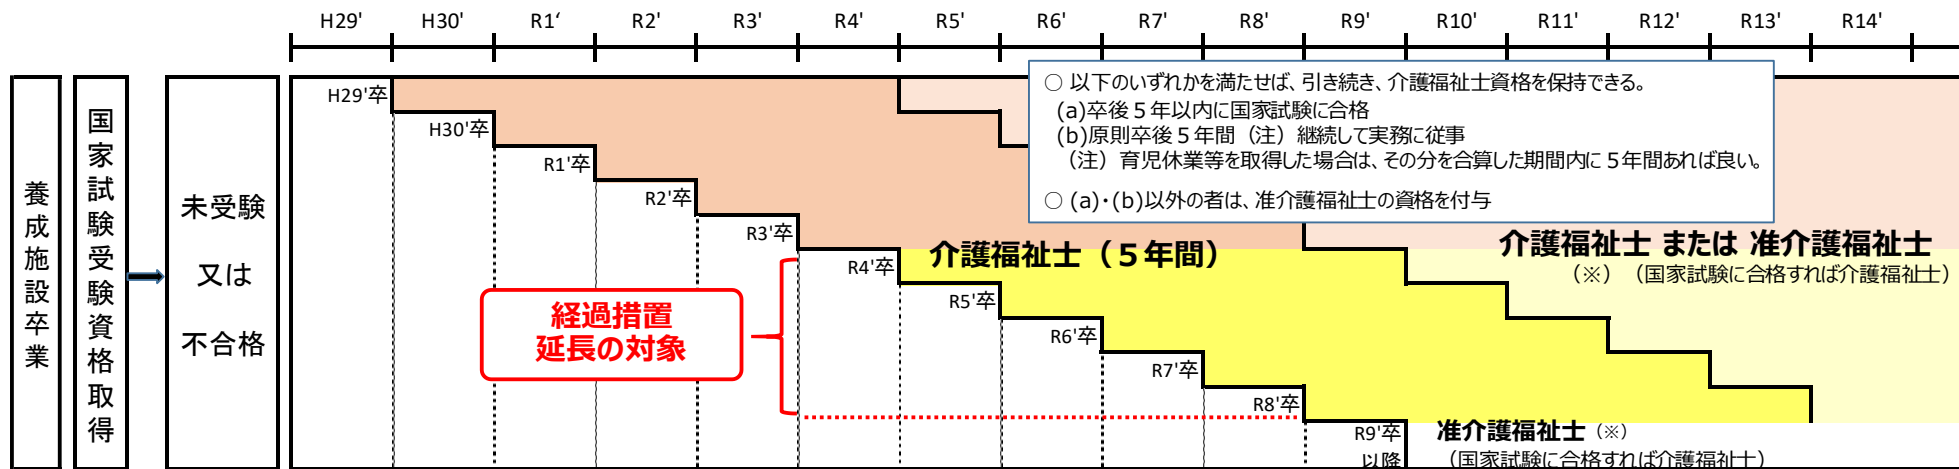 H29' H30' R1‘ R2' R3' R4' R5' R6' R7' R8' R9' R10' R11' R12' R13' R14'
養成施設卒業
国家試験受験資格取得
未受験
又は
不合格
H29'卒
H30'卒
R1'卒
R2'卒
R3'卒
R4'卒
R5'卒
R6'卒
R7'卒
R8'卒
R9'卒
以降
○ 以下のいずれかを満たせば、引き続き、介護福祉士資格を保持できる。
(a)卒後5年以内に国家試験に合格
(b)原則卒後5年間（注）継続して実務に従事
（注）育児休業等を取得した場合は、その分を合算した期間内に5年間あれば良い。
○ (a)・(b)以外の者は、准介護福祉士の資格を付与
介護福祉士（５年間）
介護福祉士 または 准介護福祉士
（※）（国家試験に合格すれば介護福祉士）
経過措置
延長の対象
准介護福祉士（※）
（国家試験に合格すれば介護福祉士）